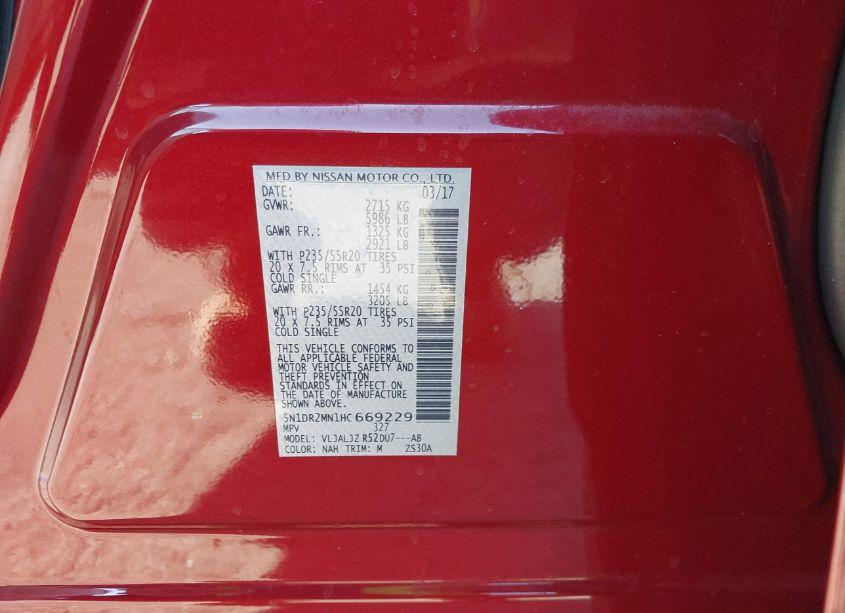 MFD BY NISSAN MOTOR CO., LTD.
DATE: 03/17
GVWR: 2715 KG
5986 LB
GAWR FR.: 1325 KG
2921 LB
WITH P235/55R20 TIRES
20 X 7.5 RIMS AT 35 PSI
COLD SINGLE
GAWR RR.: 1454 KG
3205 LB
WITH P235/55R20 TIRES
20 X 7.5 RIMS AT 35 PSI
COLD SINGLE
THIS VEHICLE CONFORMS TO
ALL APPLICABLE FEDERAL
MOTOR VEHICLE SAFETY AND
THEFT PREVENTION
STANDARDS IN EFFECT ON
THE DATE OF MANUFACTURE
SHOWN ABOVE.
5N1DR2MN1HC 669229
MPV 327
MODEL: VLJALJZ R52DU7---AB
COLOR: NAH TRIM: M ZS30A